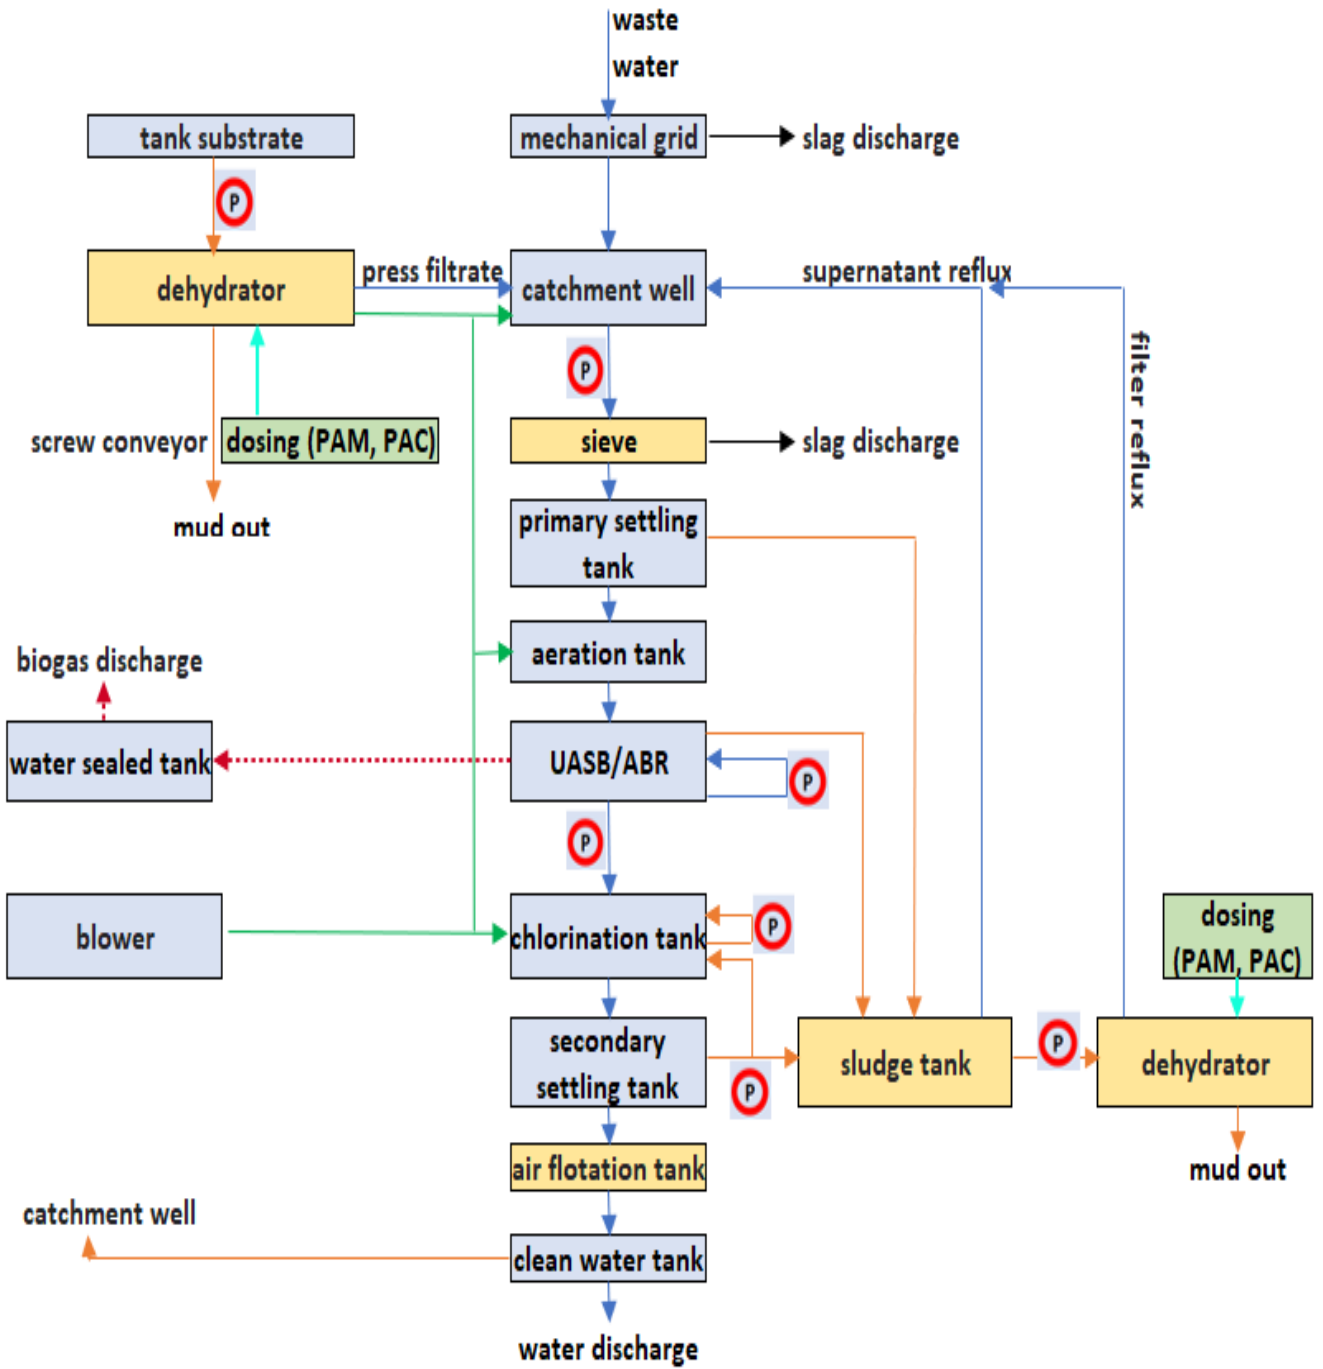 waste
water
tank substrate
mechanical grid
slag discharge
P
dehydrator
press filtrate
catchment well
supernatant reflux
filter reflux
P
screw conveyor
dosing (PAM, PAC)
sieve
slag discharge
mud out
primary settling
tank
aeration tank
biogas discharge
water sealed tank
UASB/ABR
P
P
blower
chlorination tank
P
dosing
(PAM, PAC)
secondary
settling tank
P
sludge tank
P
dehydrator
air flotation tank
mud out
catchment well
clean water tank
water discharge